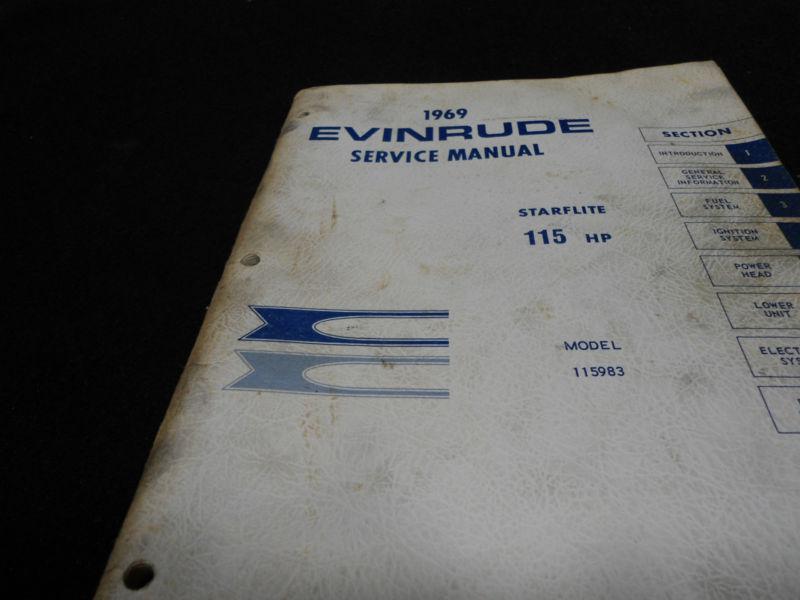 1969
EVINRUDE
SERVICE MANUAL
STARFLITE
115 HP
MODEL
115983
SECTION
INTRODUCTION 1
GENERAL
SERVICE
INFORMATION 2
FUEL
SYSTEM 3
IGNITION
SYSTEM
POWER
HEAD
LOWER
UNIT